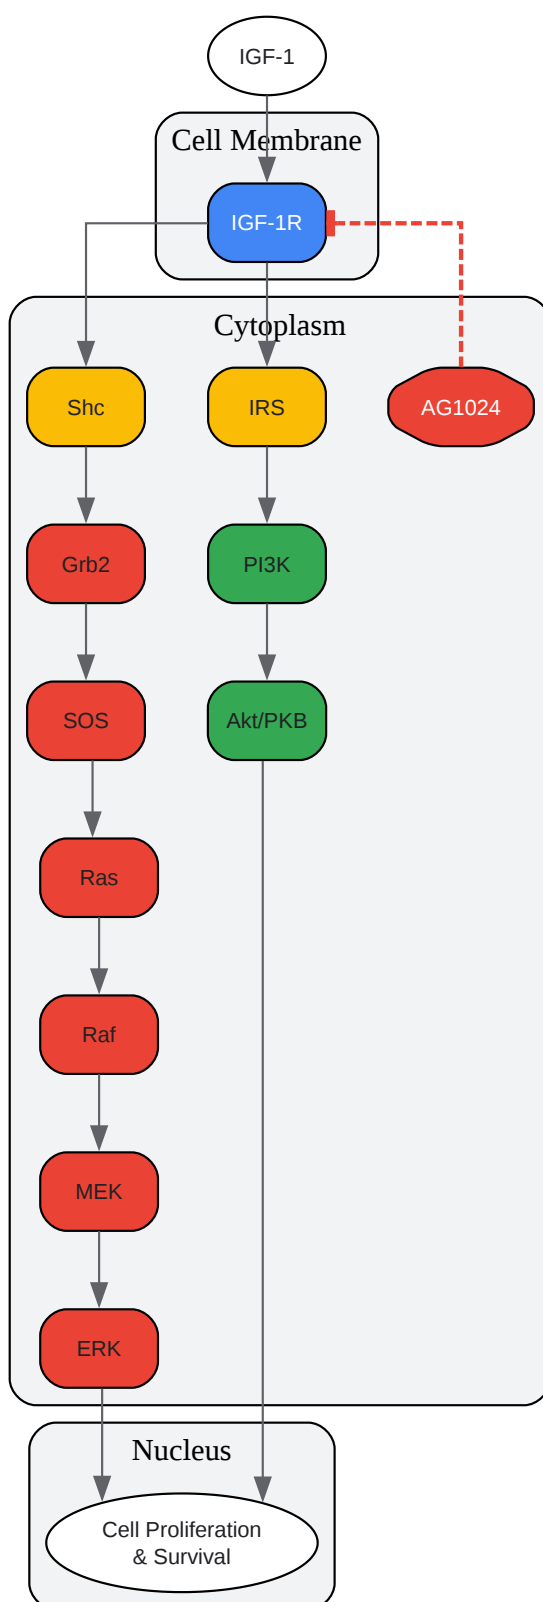 IGF-1
Cell Membrane
IGF-1R
Cytoplasm
Shc
IRS
AG1024
Grb2
PI3K
SOS
Akt/PKB
Ras
Raf
MEK
ERK
Nucleus
Cell Proliferation
& Survival